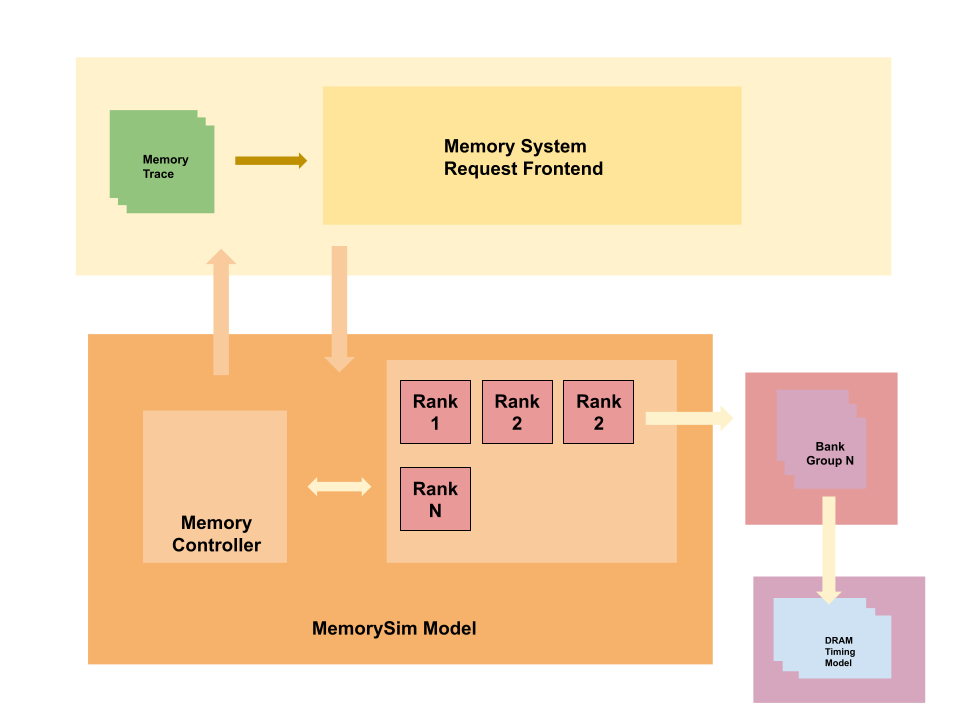 Memory System
Request Frontend
Memory
Trace
Rank
1
Rank
2
Rank
2
Rank
N
Bank
Group N
Memory
Controller
MemorySim Model
DRAM
Timing
Model